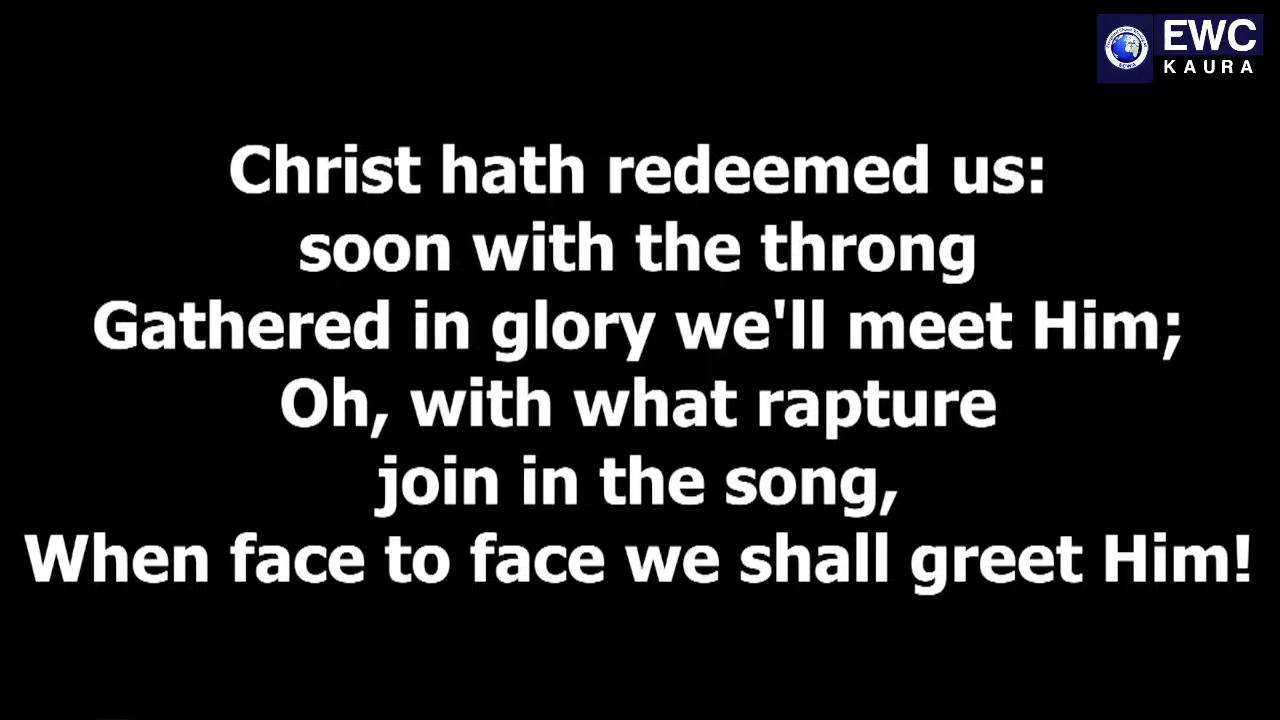 EWC
KAURA
Christ hath redeemed us:
soon with the throng
Gathered in glory we'll meet Him;
Oh, with what rapture
join in the song,
When face to face we shall greet Him!